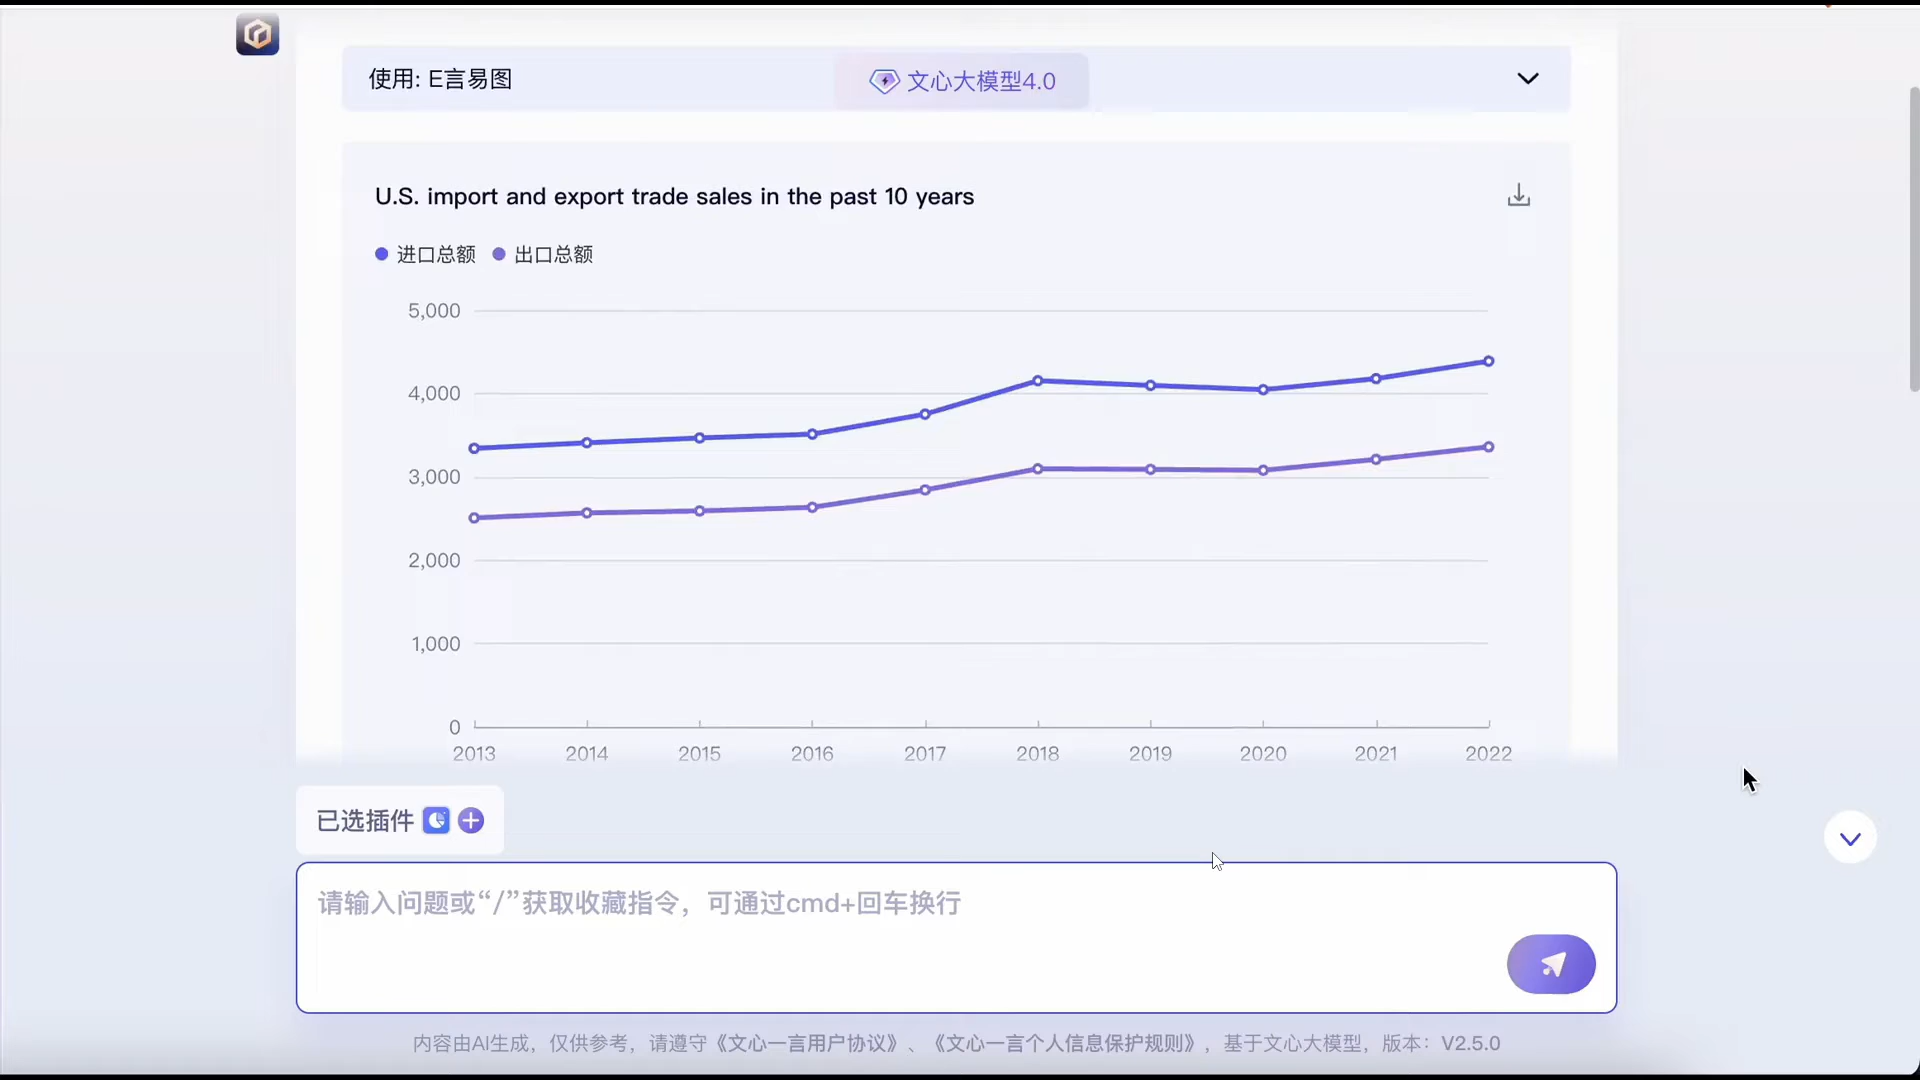 使用: E言易图
文心大模型4.0
U.S. import and export trade sales in the past 10 years
进口总额 出口总额
5,000
4,000
3,000
2,000
1,000
0
2013 2014 2015 2016 2017 2018 2019 2020 2021 2022
已选插件
请输入问题或“/”获取收藏指令，可通过cmd+回车换行
内容由AI生成，仅供参考，请遵守《文心一言用户协议》、《文心一言个人信息保护规则》，基于文心大模型，版本：V2.5.0